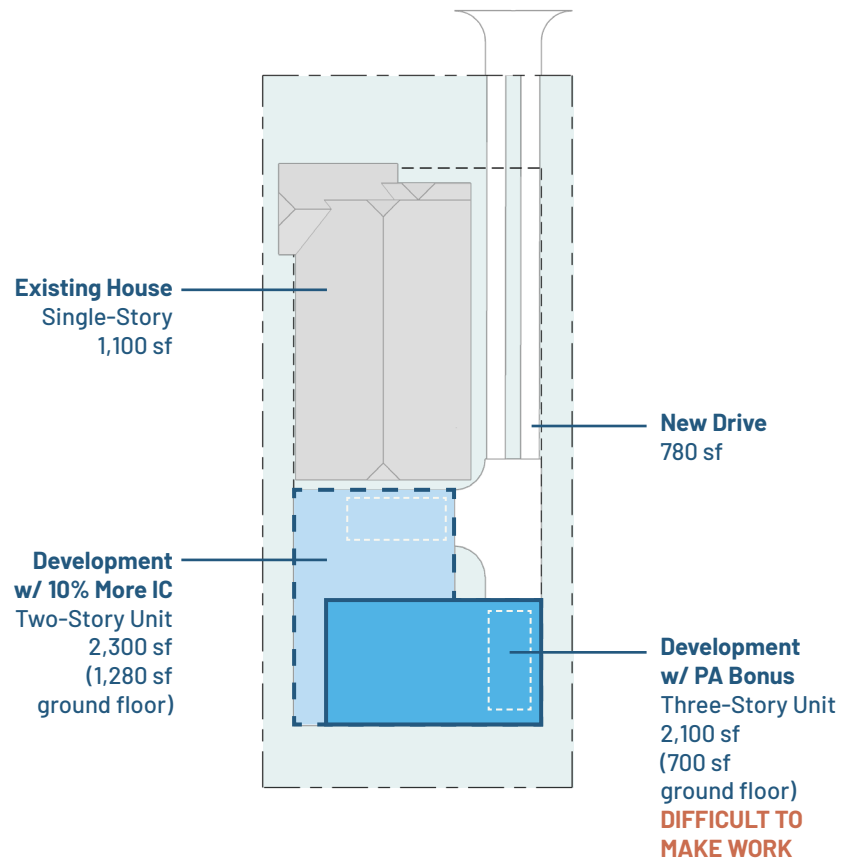 Existing House
Single-Story
1,100 sf
New Drive
780 sf
Development
w/ 10% More IC
Two-Story Unit
2,300 sf
(1,280 sf
ground floor)
Development
w/ PA Bonus
Three-Story Unit
2,100 sf
(700 sf
ground floor)
DIFFICULT TO
MAKE WORK